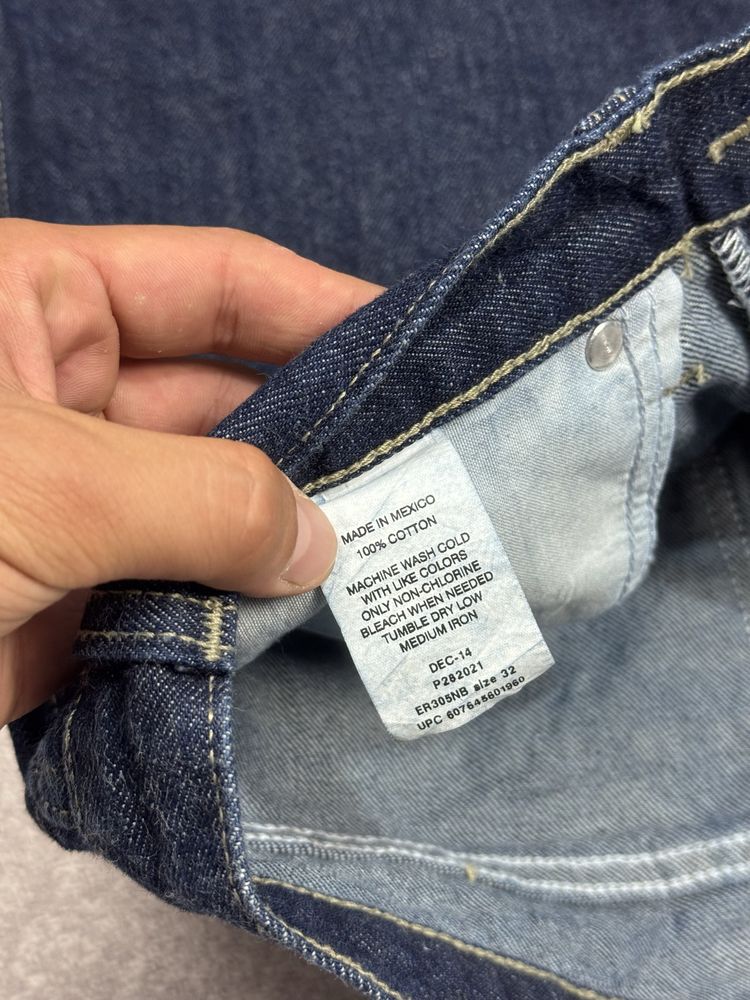 MADE IN MEXICO
100% COTTON
MACHINE WASH COLD
WITH LIKE COLORS
ONLY NON-CHLORINE
BLEACH WHEN NEEDED
TUMBLE DRY LOW
MEDIUM IRON
DEC-14
P282021
ER305NB size 32
UPC 607645601960